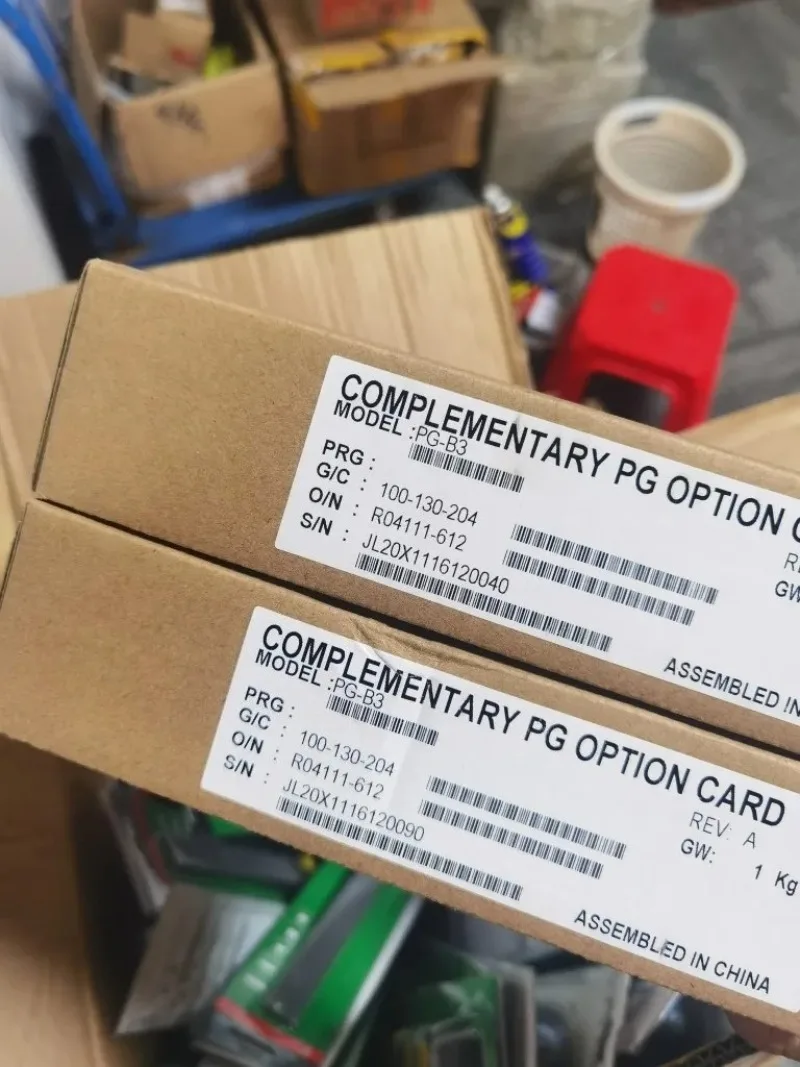 COMPLEMENTARY PG OPTION
MODEL :PG-B3
PRG :
G/C : 100-130-204
O/N : R04111-612
S/N : JL20X1116120040
GW:
ASSEMBLED IN
COMPLEMENTARY PG OPTION CARD
MODEL :PG-B3
PRG :
G/C : 100-130-204
O/N : R04111-612
S/N : JL20X1116120090
REV: A
GW: 1 Kg
ASSEMBLED IN CHINA